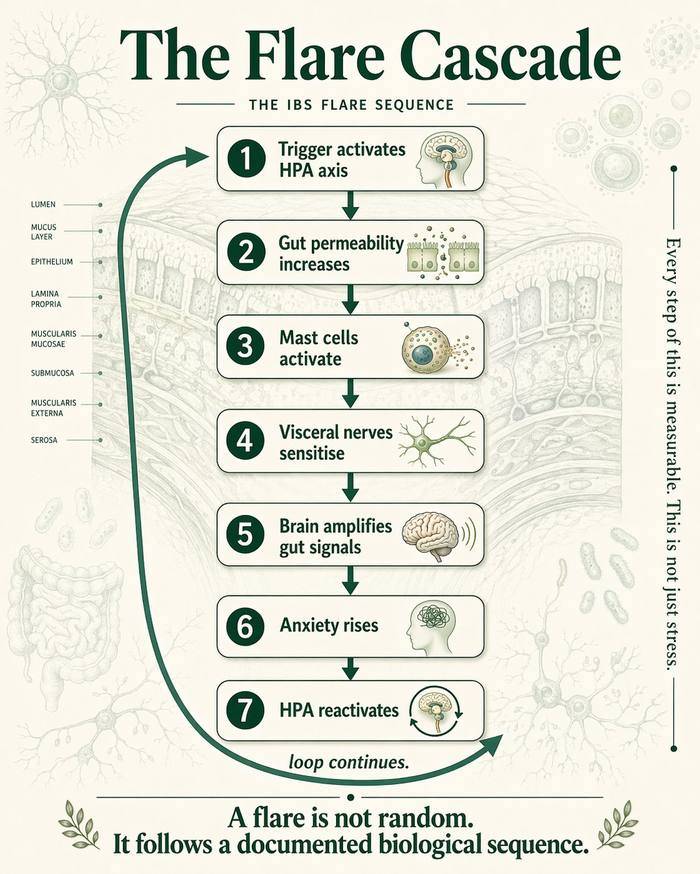 The Flare Cascade
THE IBS FLARE SEQUENCE
1
Trigger activates
HPA axis
2
Gut permeability
increases
3
Mast cells
activate
4
Visceral nerves
sensitise
5
Brain amplifies
gut signals
6
Anxiety rises
7
HPA reactivates
loop continues.
LUMEN
MUCUS
LAYER
EPITHELIUM
LAMINA
PROPRIA
MUSCULARIS
MUCOSAE
SUBMUCOSA
MUSCULARIS
EXTERNA
SEROSA
Every step of this is measurable. This is not just stress.
A flare is not random.
It follows a documented biological sequence.